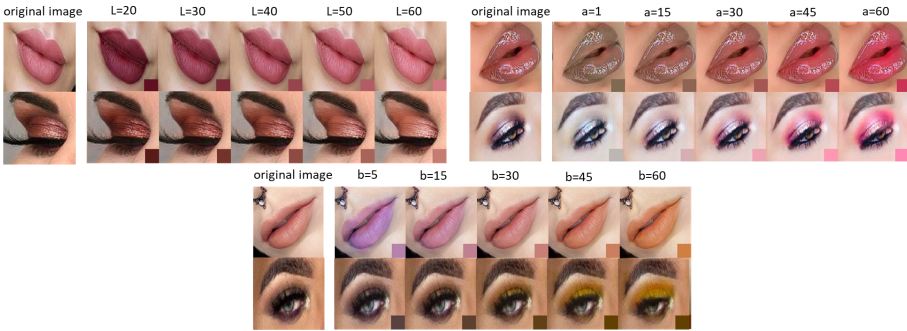 original image L=20 L=30 L=40 L=50 L=60
original image a=1 a=15 a=30 a=45 a=60
original image b=5 b=15 b=30 b=45 b=60